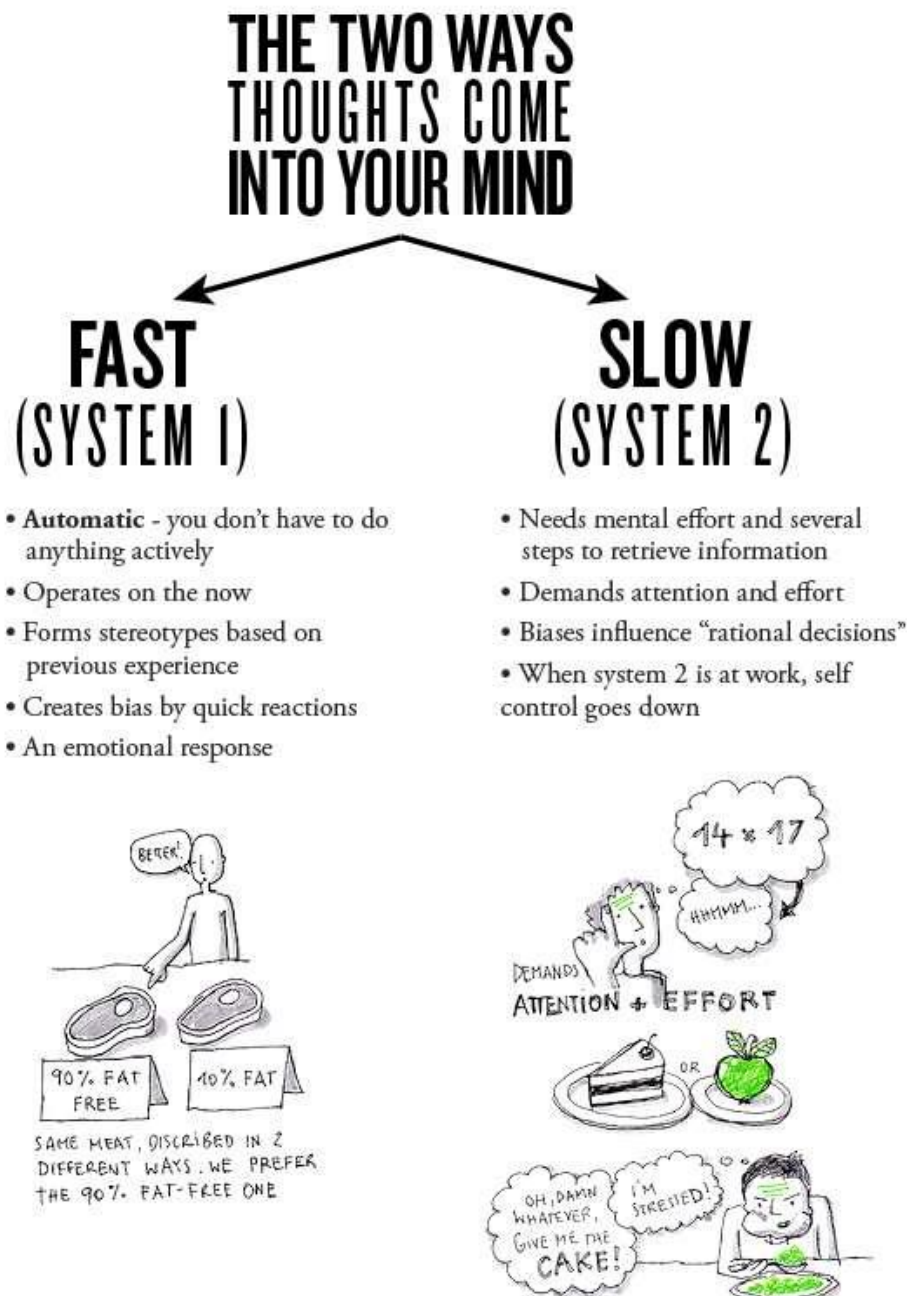 THE TWO WAYS
THOUGHTS COME
INTO YOUR MIND
FAST
(SYSTEM 1)
• Automatic - you don't have to do
anything actively
• Operates on the now
• Forms stereotypes based on
previous experience
• Creates bias by quick reactions
• An emotional response
BETTER!
90% FAT
FREE
10% FAT
SAME MEAT, DISCRIBED IN 2
DIFFERENT WAYS. WE PREFER
THE 90% FAT-FREE ONE
SLOW
(SYSTEM 2)
• Needs mental effort and several
steps to retrieve information
• Demands attention and effort
• Biases influence “rational decisions”
• When system 2 is at work, self
control goes down
14 x 17
HHMMM...
DEMANDS
ATTENTION + EFFORT
OR
OH, DAMN
WHATEVER,
GIVE ME THE
CAKE!
I'M
STRESSED!